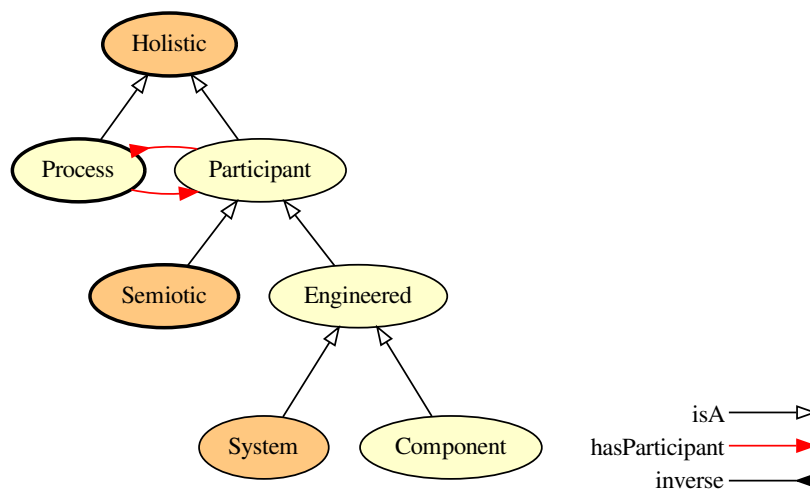 Holistic
Process
Participant
Semiotic
Engineered
System
Component
isA
hasParticipant
inverse